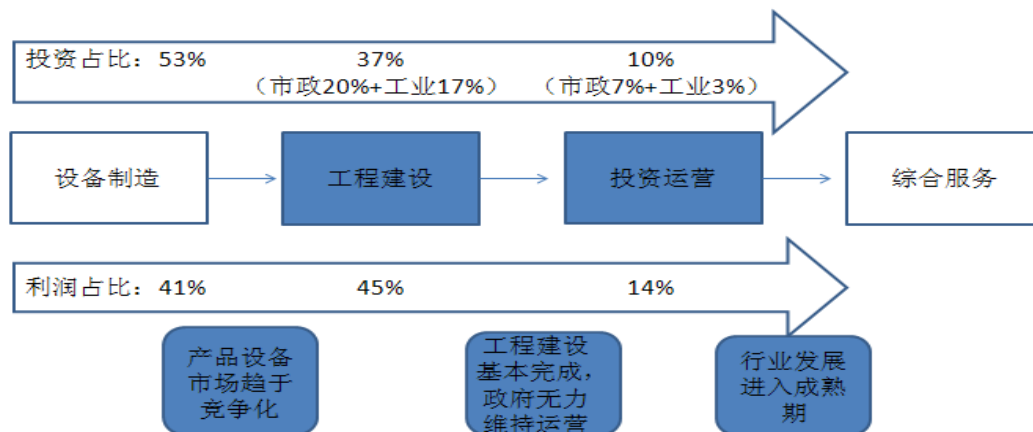 投资占比：53% 37% 10%
（市政20%+工业17%） （市政7%+工业3%）
设备制造 工程建设 投资运营 综合服务
利润占比：41% 45% 14%
产品设备
市场趋于
竞争化
工程建设
基本完成，
政府无力
维持运营
行业发展
进入成熟
期